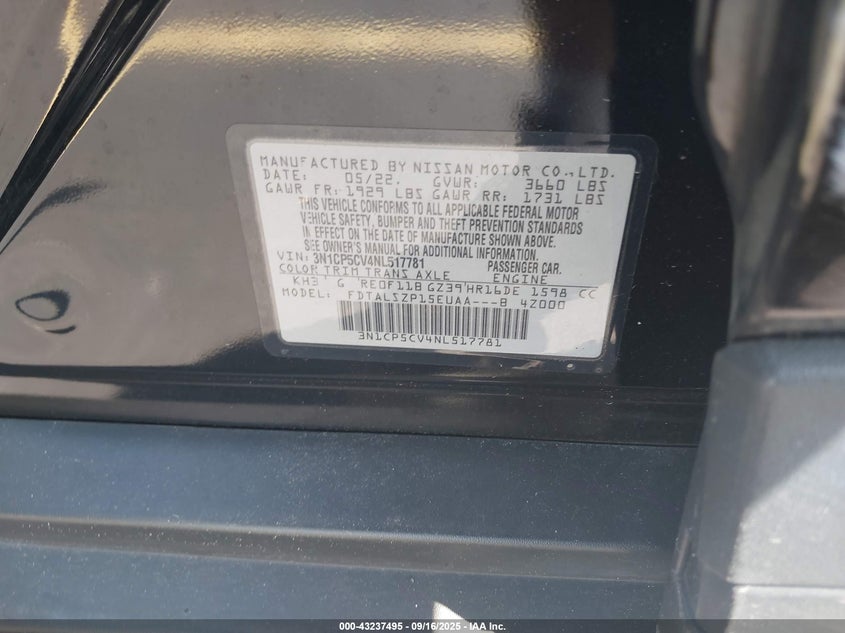 MANUFACTURED BY NISSAN MOTOR CO., LTD.
DATE: 05/22. GVWR: 3660 LBS
GAWR FR: 1929 LBS GAWR RR: 1731 LBS
THIS VEHICLE CONFORMS TO ALL APPLICABLE FEDERAL MOTOR
VEHICLE SAFETY, BUMPER AND THEFT PREVENTION STANDARDS
IN EFFECT ON THE DATE OF MANUFACTURE SHOWN ABOVE.
SEE OWNER'S MANUAL FOR ADDITIONAL INFORMATION.
VIN: 3N1CP5CV4NL517781 PASSENGER CAR.
COLOR TRIM TRANS AXLE ENGINE
KH3 G RE0F11B GZ39 HR16DE 1598 CC
MODEL: FDTALSZP15EUAA---B 4Z000
3N1CP5CV4NL517781
000-43237495 - 09/16/2025 - IAA Inc.